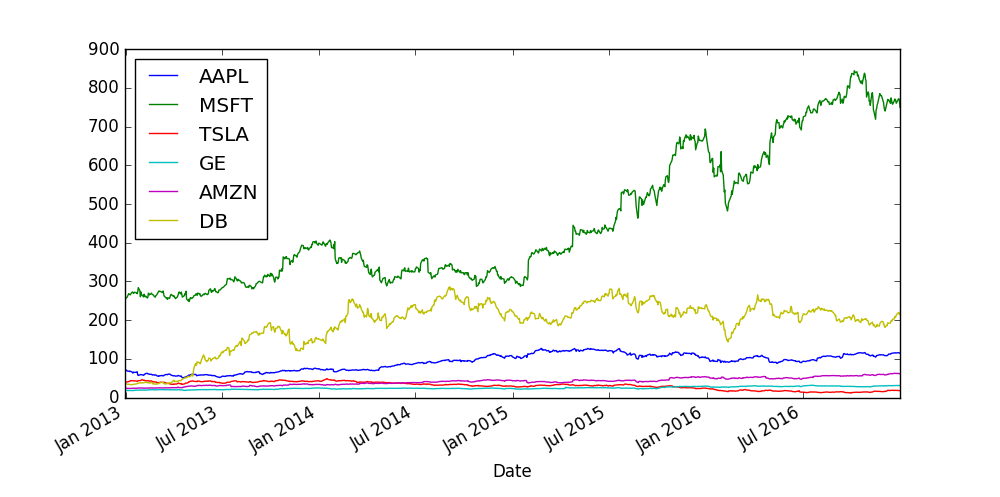 900
800
700
600
500
400
300
200
100
0
AAPL
MSFT
TSLA
GE
AMZN
DB
Jan 2013
Jul 2013
Jan 2014
Jul 2014
Jan 2015
Jul 2015
Jan 2016
Jul 2016
Date